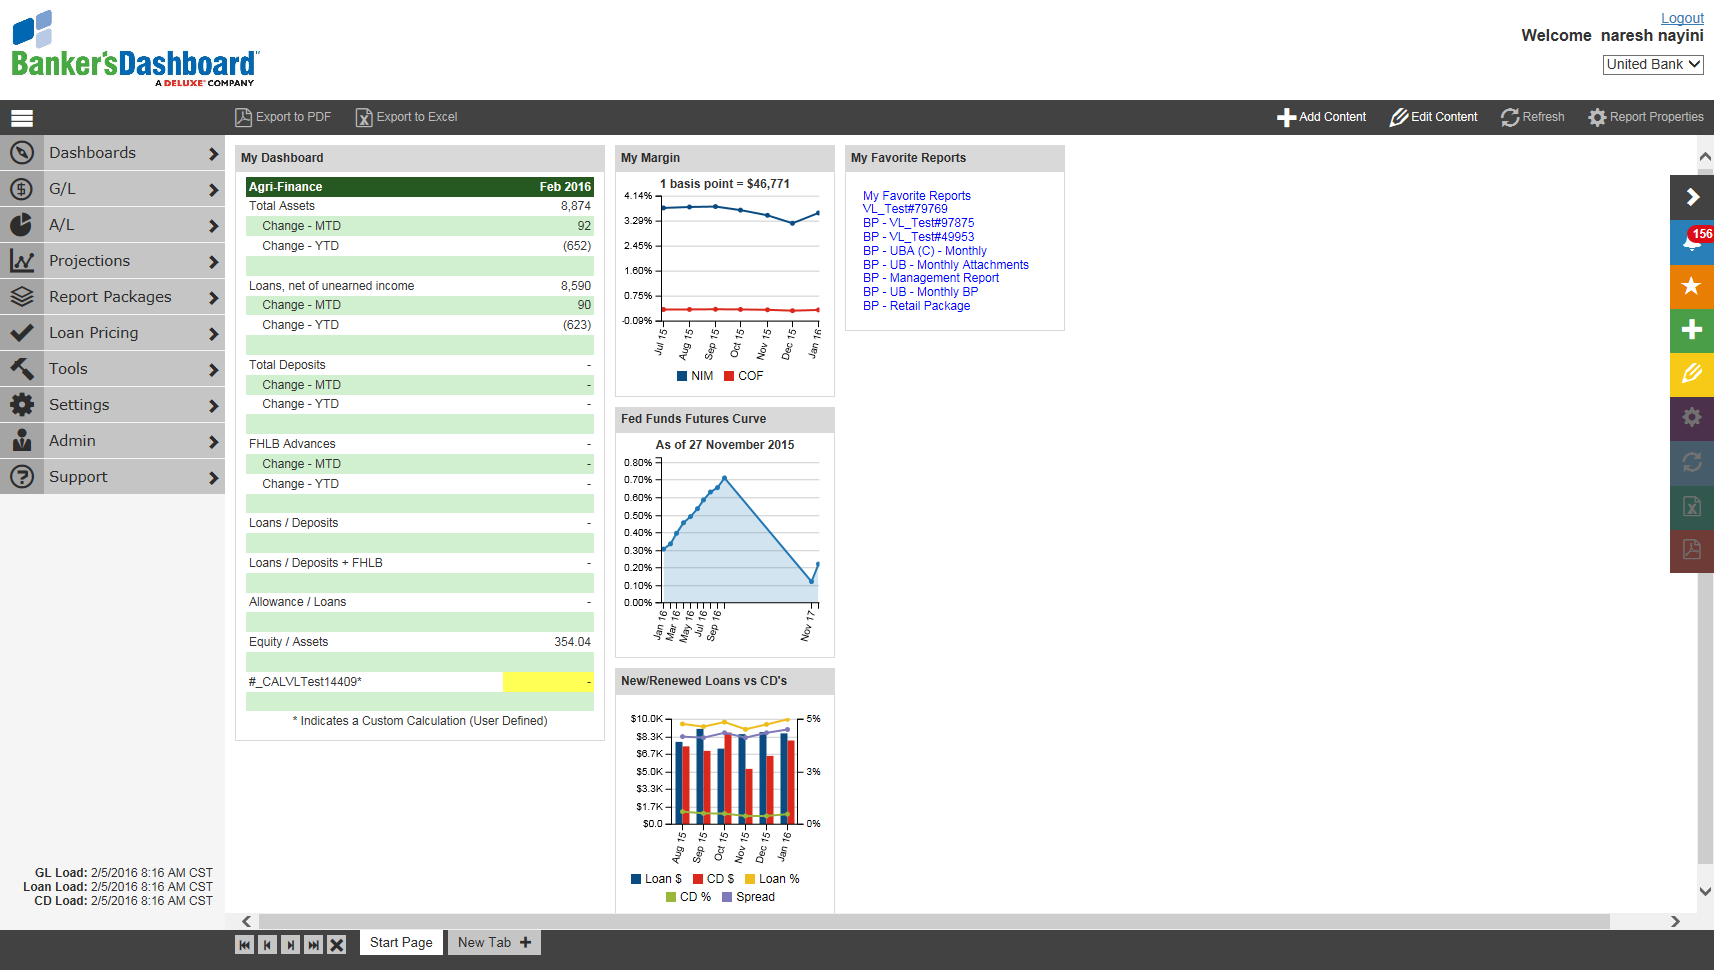 Logout
Banker'sDashboard
A DELUXE COMPANY
Welcome naresh nayini
United Bank
Export to PDF
Export to Excel
Add Content
Edit Content
Refresh
Report Properties
Dashboards
G/L
A/L
Projections
Report Packages
Loan Pricing
Tools
Settings
Admin
Support
GL Load: 2/5/2016 8:16 AM CST
Loan Load: 2/5/2016 8:16 AM CST
CD Load: 2/5/2016 8:16 AM CST
My Dashboard
Agri-Finance Feb 2016
Total Assets 8,874
Change - MTD 92
Change - YTD (652)
Loans, net of unearned income 8,590
Change - MTD 90
Change - YTD (623)
Total Deposits -
Change - MTD -
Change - YTD -
FHLB Advances -
Change - MTD -
Change - YTD -
Loans / Deposits -
Loans / Deposits + FHLB -
Allowance / Loans -
Equity / Assets 354.04
#_CALVLTest14409* -
* Indicates a Custom Calculation (User Defined)
My Margin
1 basis point = $46,771
4.14%
3.29%
2.45%
1.60%
0.75%
-0.09%
Jul 15 Aug 15 Sep 15 Oct 15 Nov 15 Dec 15 Jan 16
NIM COF
Fed Funds Futures Curve
As of 27 November 2015
0.80%
0.70%
0.60%
0.50%
0.40%
0.30%
0.20%
0.10%
0.00%
Jan 16 Mar 16 May 16 Jul 16 Sep 16 Nov 17
New/Renewed Loans vs CD's
$10.0K 5%
$8.3K
$6.7K
$5.0K 3%
$3.3K
$1.7K
$0.0 0%
Aug 15 Sep 15 Oct 15 Nov 15 Dec 15 Jan 16
Loan $ CD $ Loan %
CD % Spread
My Favorite Reports
My Favorite Reports
VL_Test#79769
BP - VL_Test#97875
BP - VL_Test#49953
BP - UBA (C) - Monthly
BP - UB - Monthly Attachments
BP - Management Report
BP - UB - Monthly BP
BP - Retail Package
156
Start Page
New Tab